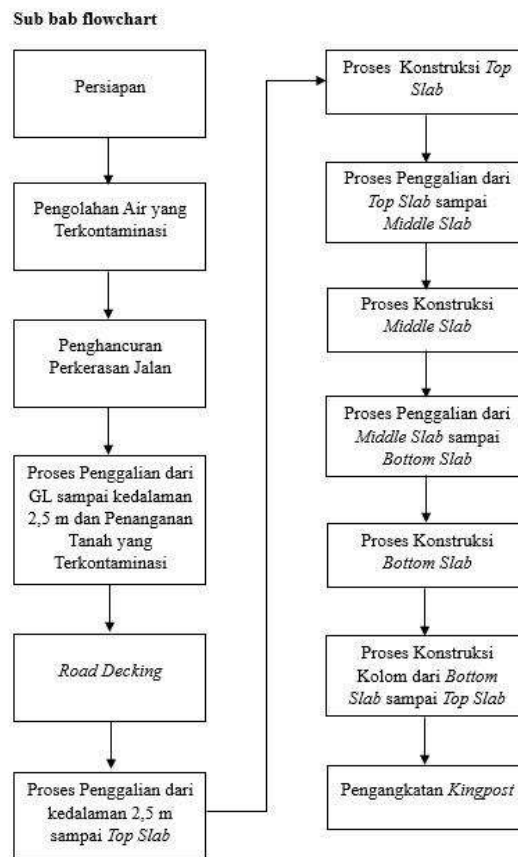 Sub bab flowchart
Persiapan
Pengolahan Air yang
Terkontaminasi
Penghancuran
Perkerasan Jalan
Proses Penggalian dari
GL sampai kedalaman
2,5 m dan Penanganan
Tanah yang
Terkontaminasi
Road Decking
Proses Penggalian dari
kedalaman 2,5 m
sampai Top Slab
Proses Konstruksi Top
Slab
Proses Penggalian dari
Top Slab sampai
Middle Slab
Proses Konstruksi
Middle Slab
Proses Penggalian dari
Middle Slab sampai
Bottom Slab
Proses Konstruksi
Bottom Slab
Proses Konstruksi
Kolom dari Bottom
Slab sampai Top Slab
Pengangkatan Kingpost